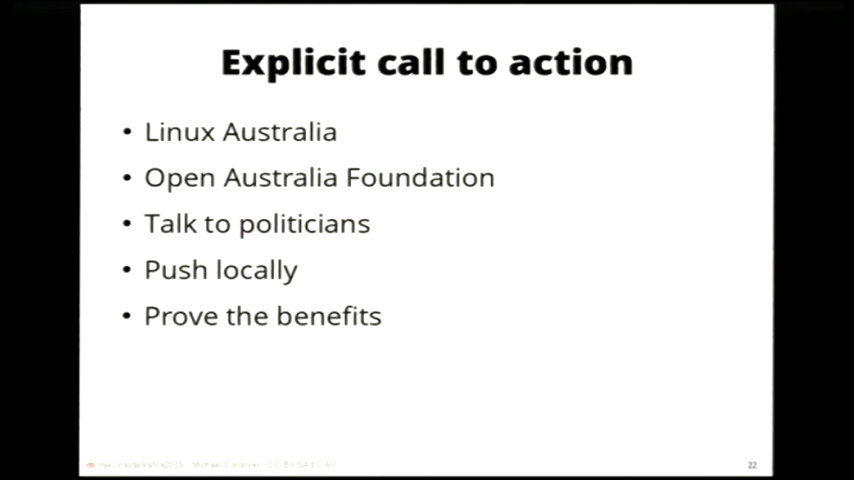 Explicit call to action
• Linux Australia
• Open Australia Foundation
• Talk to politicians
• Push locally
• Prove the benefits
22